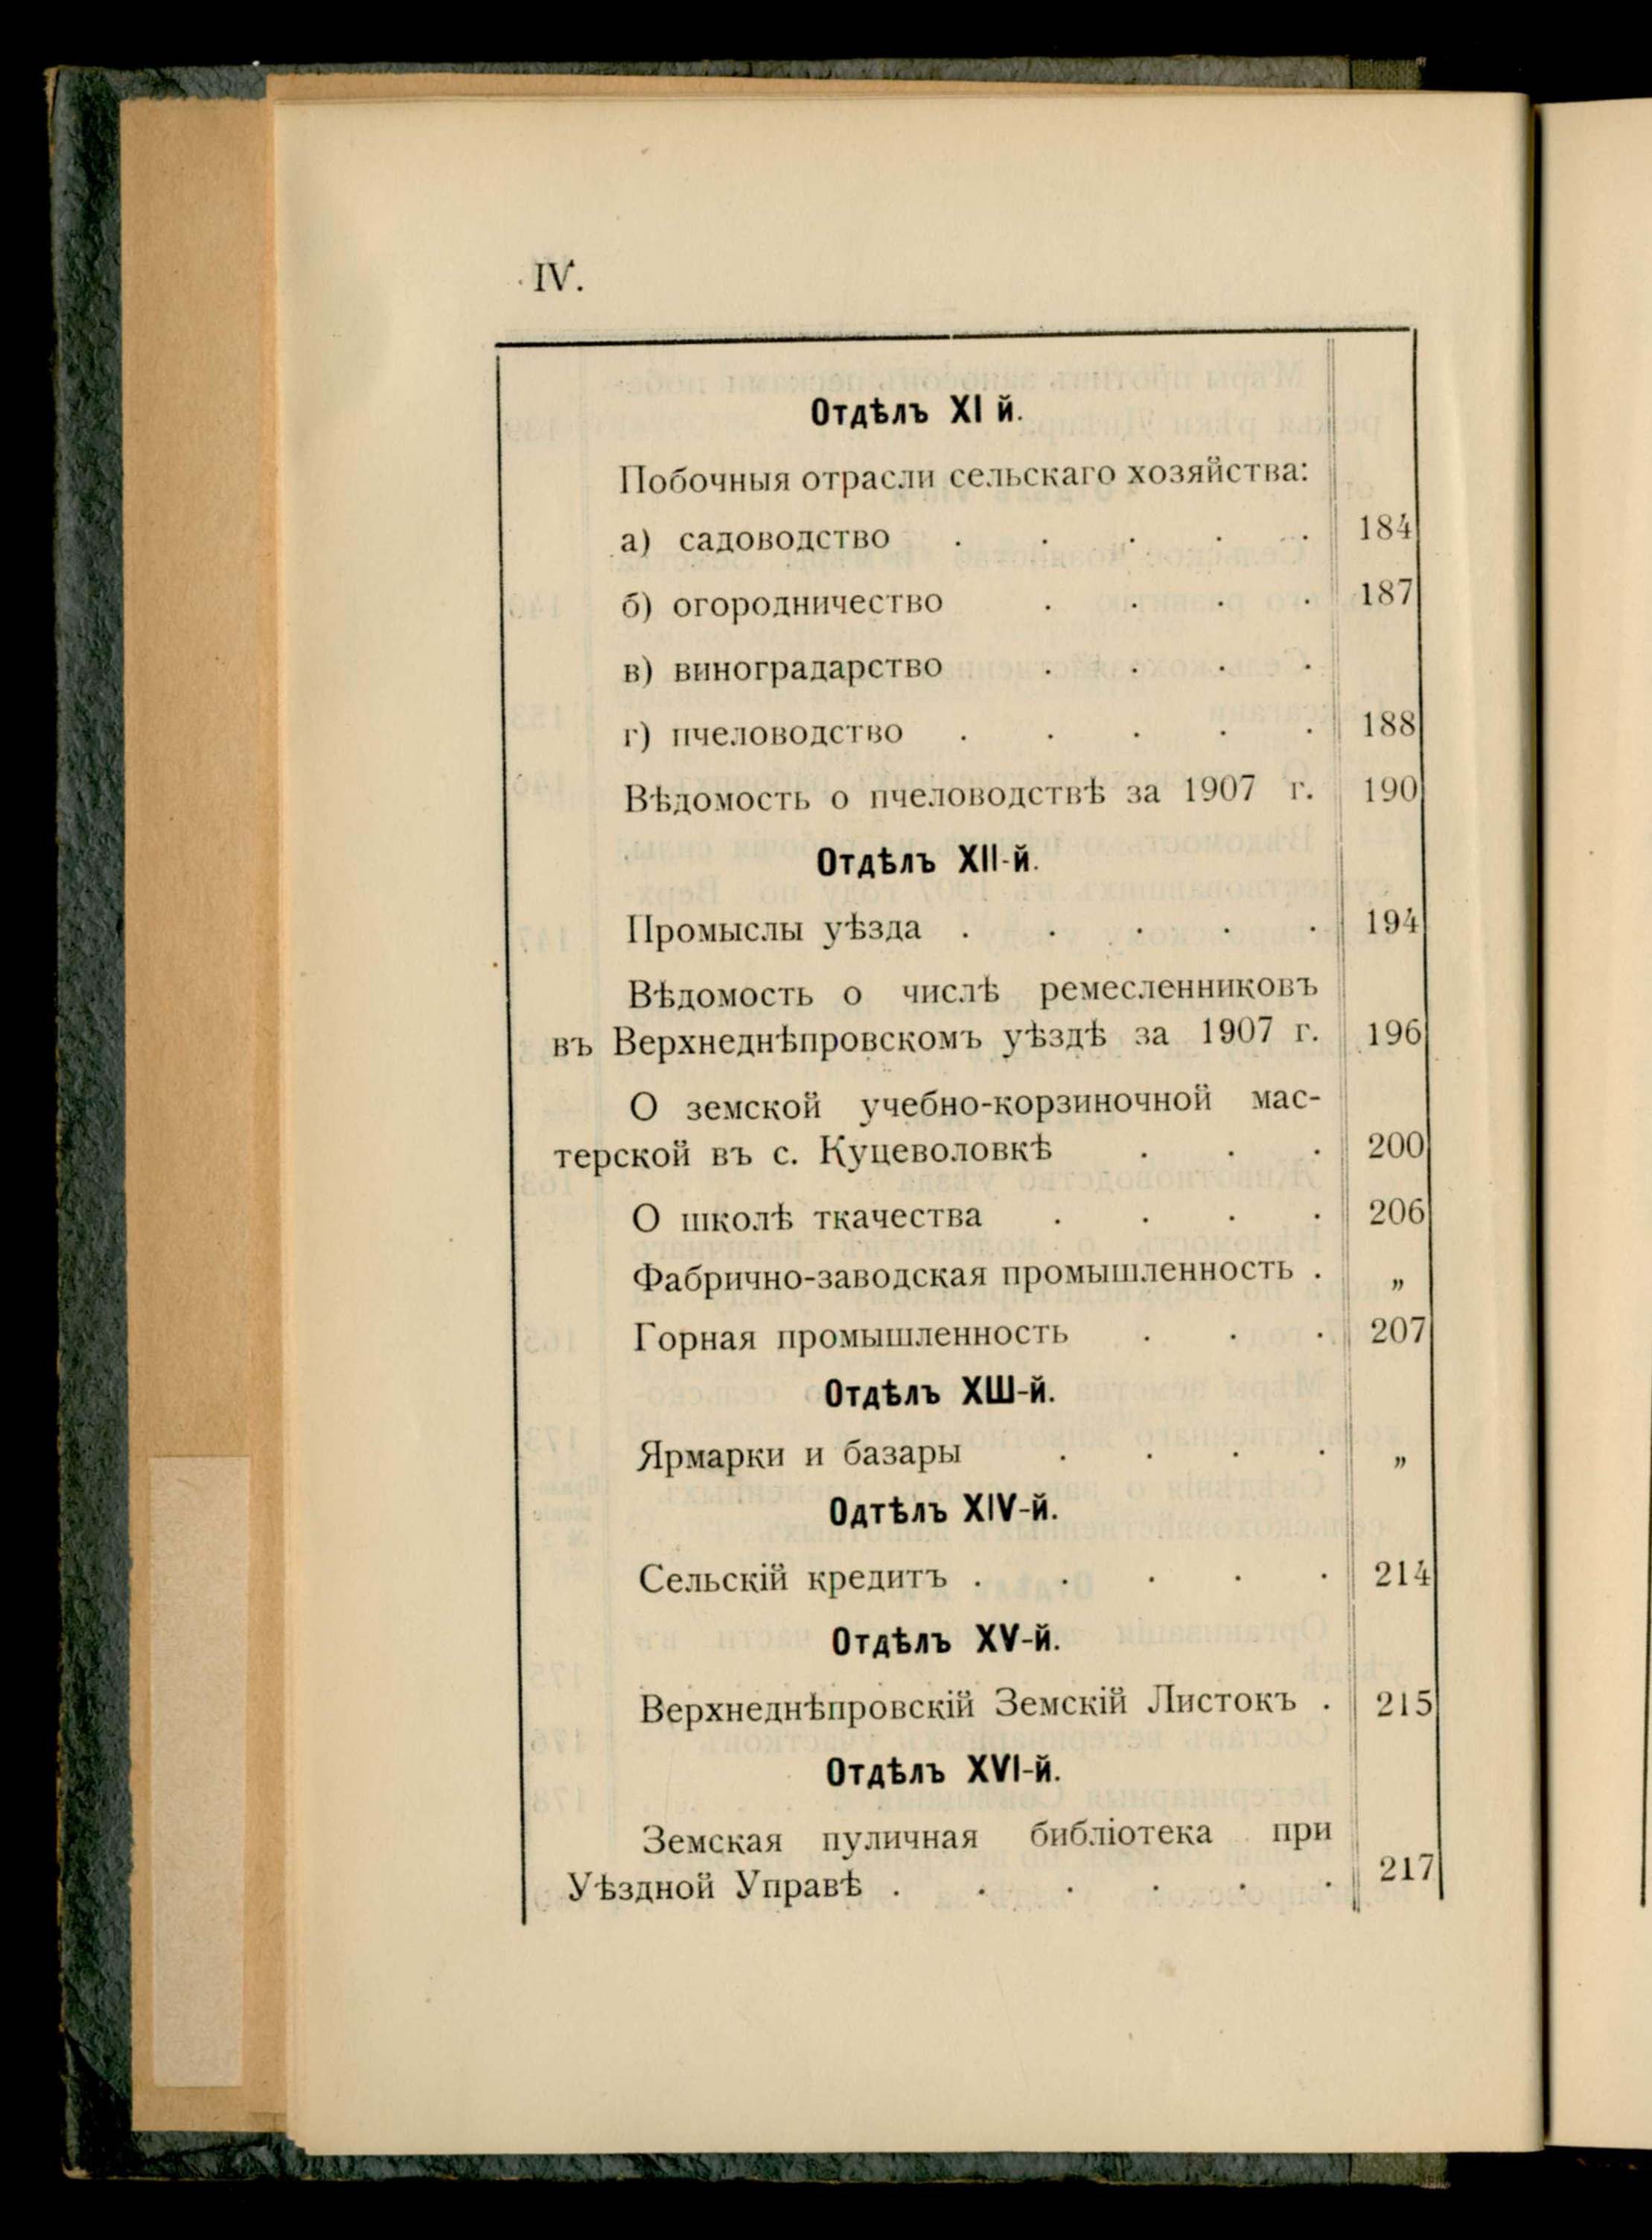 IV.
Отдѣлъ XI й.
Побочныя отрасли сельскаго хозяйства:
а) садоводство . . . . . 184
б) огородничество . . . . 187
в) виноградарство . . . .
г) пчеловодство . . . . . 188
Вѣдомость о пчеловодствѣ за 1907 г. 190
Отдѣлъ XII-й.
Промыслы уѣзда . . . . . 194
Вѣдомость о числѣ ремесленниковъ
въ Верхнеднѣпровскомъ уѣздѣ за 1907 г. 196
О земской учебно-корзиночной мас-
терской въ с. Куцеволовкѣ . . . 200
О школѣ ткачества . . . . 206
Фабрично-заводская промышленность . „
Горная промышленность . . . 207
Отдѣлъ XШ-й.
Ярмарки и базары . . . . „
Одтѣлъ XIV-й.
Сельскій кредитъ . . . . . 214
Отдѣлъ XV-й.
Верхнеднѣпровскій Земскій Листокъ . 215
Отдѣлъ XVI-й.
Земская пуличная библіотека при
Уѣздной Управѣ . . . . . . 217